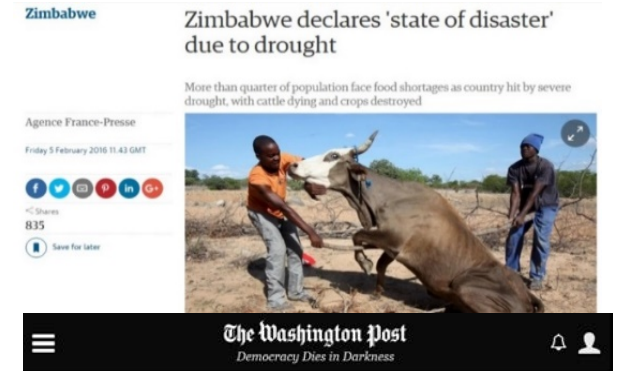 Zimbabwe
Zimbabwe declares 'state of disaster'
due to drought
More than quarter of population face food shortages as country hit by severe
drought, with cattle dying and crops destroyed
Agence France-Presse
Friday 5 February 2016 11.43 GMT
Shares
835
Save for later
The Washington Post
Democracy Dies in Darkness